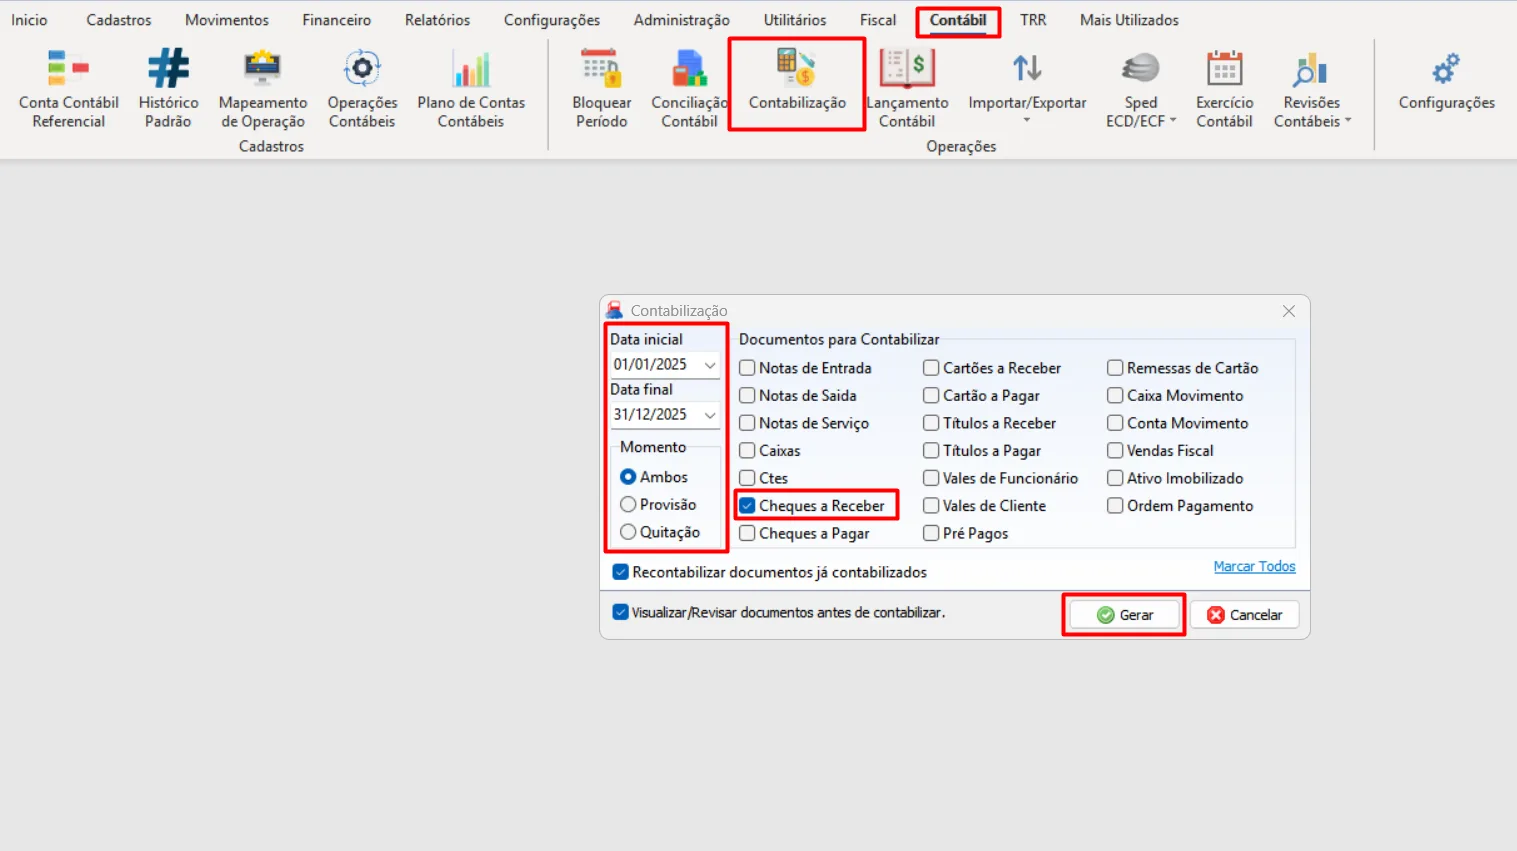 Inicio Cadastros Movimentos Financeiro Relatórios Configurações Administração Utilitários Fiscal Contábil TRR Mais Utilizados
Conta Contábil Referencial
Histórico Padrão
Mapeamento de Operação
Operações Contábeis
Plano de Contas Contábeis
Cadastros
Bloquear Período
Conciliação Contábil
Contabilização
Lançamento Contábil
Importar/Exportar
Sped ECD/ECF
Exercício Contábil
Revisões Contábeis
Operações
Configurações
Contabilização
Data inicial
01/01/2025
Data final
31/12/2025
Momento
Ambos
Provisão
Quitação
Documentos para Contabilizar
Notas de Entrada
Notas de Saida
Notas de Serviço
Caixas
Ctes
Cheques a Receber
Cheques a Pagar
Cartões a Receber
Cartão a Pagar
Títulos a Receber
Títulos a Pagar
Vales de Funcionário
Vales de Cliente
Pré Pagos
Remessas de Cartão
Caixa Movimento
Conta Movimento
Vendas Fiscal
Ativo Imobilizado
Ordem Pagamento
Marcar Todos
Recontabilizar documentos já contabilizados
Visualizar/Revisar documentos antes de contabilizar.
Gerar
Cancelar